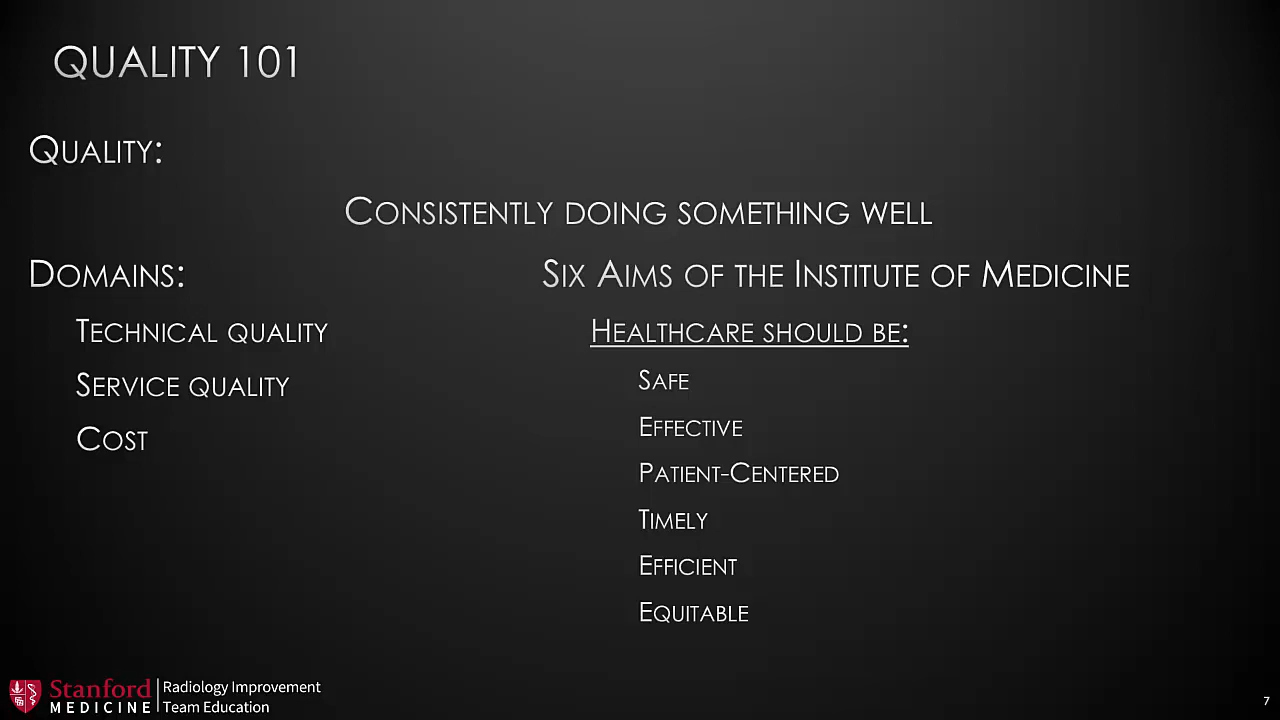 QUALITY 101
QUALITY:
CONSISTENTLY DOING SOMETHING WELL
DOMAINS:
TECHNICAL QUALITY
SERVICE QUALITY
COST
SIX AIMS OF THE INSTITUTE OF MEDICINE
HEALTHCARE SHOULD BE:
SAFE
EFFECTIVE
PATIENT-CENTERED
TIMELY
EFFICIENT
EQUITABLE
Stanford
MEDICINE
Radiology Improvement
Team Education
7